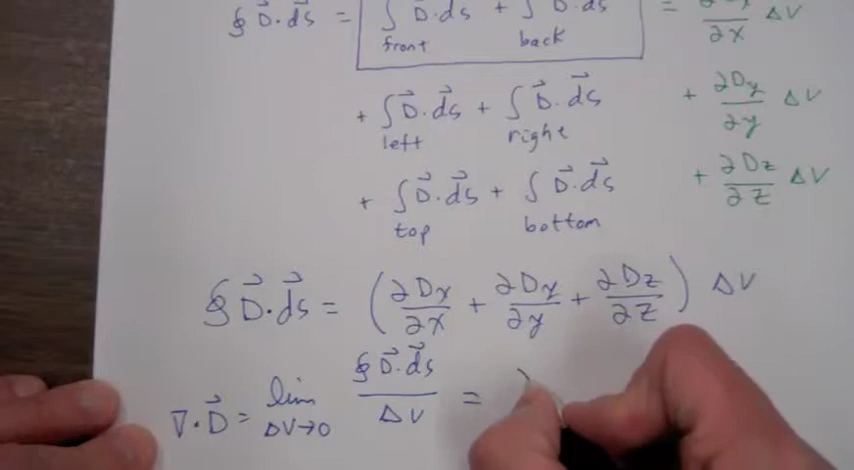 ∮ D⃗·ds⃗ = ∫ D⃗·ds + ∫ D·ds = ∂x ΔV
front back
+ ∫ D⃗·ds⃗ + ∫ D⃗·ds⃗ + ∂Dy/∂y ΔV
left right
+ ∫ D⃗·ds⃗ + ∫ D⃗·ds⃗ + ∂Dz/∂z ΔV
top bottom
∮ D⃗·ds⃗ = (∂Dx/∂x + ∂Dy/∂y + ∂Dz/∂z) ΔV
∇·D⃗ = lim ΔV→0 ∮ D⃗·ds⃗ / ΔV =